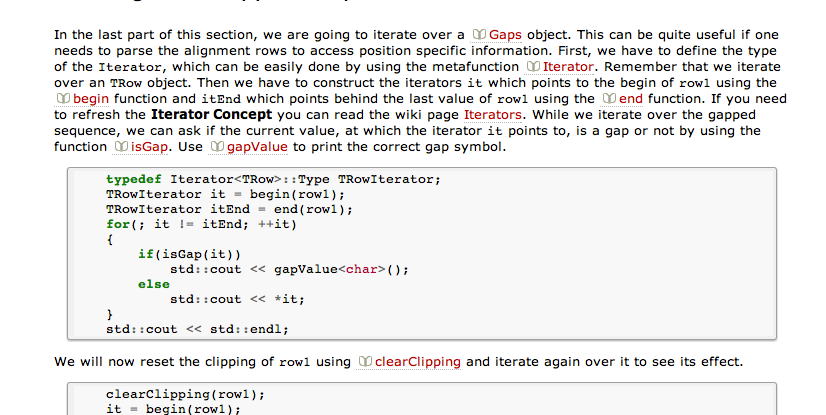 In the last part of this section, we are going to iterate over a Gaps object. This can be quite useful if one
needs to parse the alignment rows to access position specific information. First, we have to define the type
of the Iterator, which can be easily done by using the metafunction Iterator. Remember that we iterate
over an TRow object. Then we have to construct the iterators it which points to the begin of row1 using the
begin function and itEnd which points behind the last value of row1 using the end function. If you need
to refresh the Iterator Concept you can read the wiki page Iterators. While we iterate over the gapped
sequence, we can ask if the current value, at which the iterator it points to, is a gap or not by using the
function isGap. Use gapValue to print the correct gap symbol.
typedef Iterator<TRow>::Type TRowIterator;
TRowIterator it = begin(row1);
TRowIterator itEnd = end(row1);
for(; it != itEnd; ++it)
{
if(isGap(it))
std::cout << gapValue<char>();
else
std::cout << *it;
}
std::cout << std::endl;
We will now reset the clipping of row1 using clearClipping and iterate again over it to see its effect.
clearClipping(row1);
it = begin(row1);